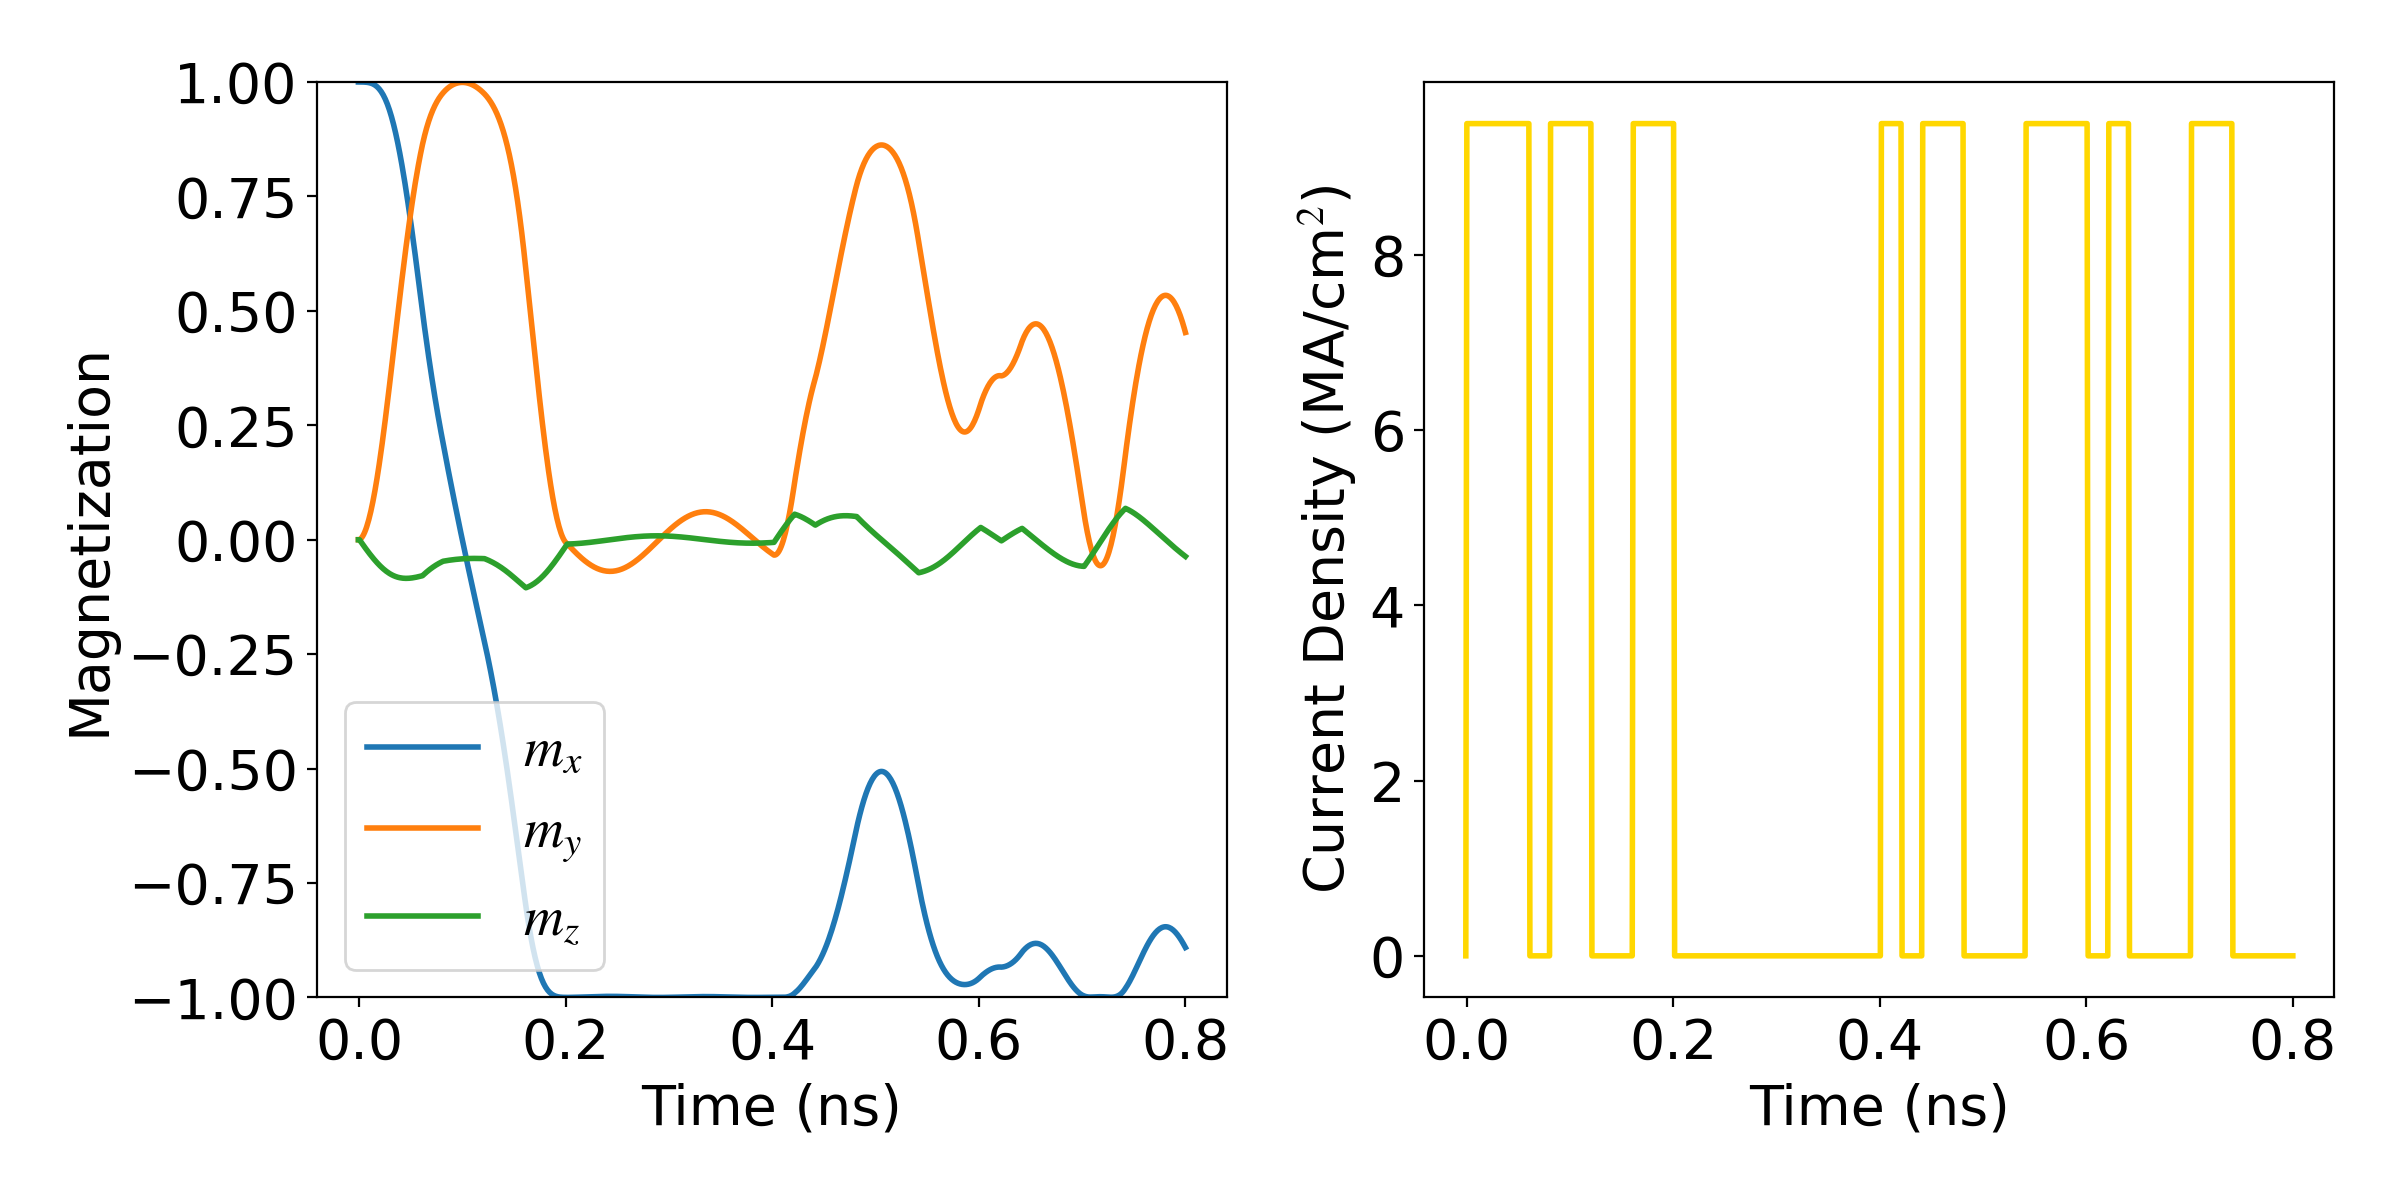 Magnetization
1.00
0.75
0.50
0.25
0.00
−0.25
−0.50
−0.75
−1.00
m_x
m_y
m_z
0.0 0.2 0.4 0.6 0.8
Time (ns)
Current Density (MA/cm²)
8
6
4
2
0
0.0 0.2 0.4 0.6 0.8
Time (ns)